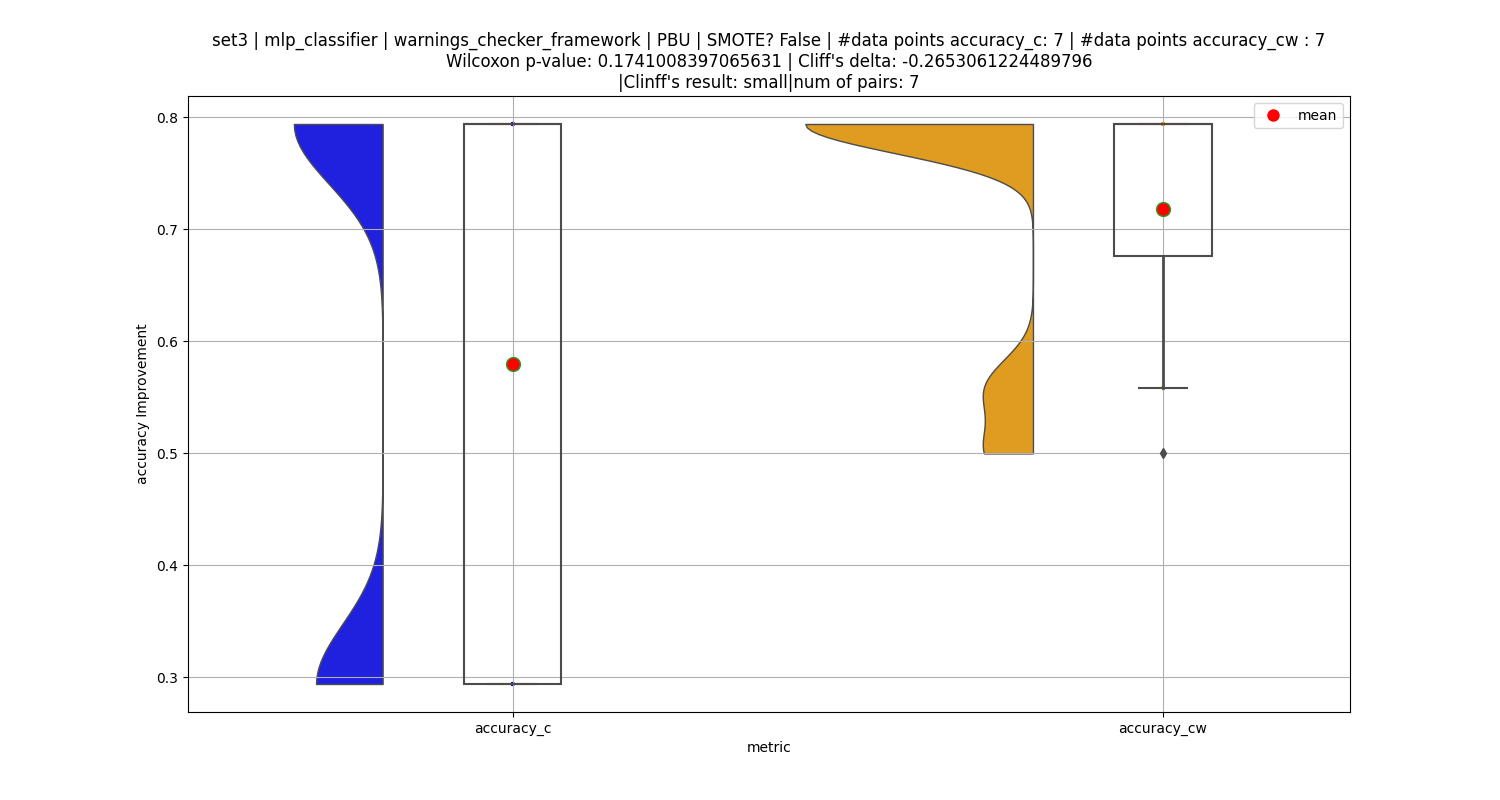 set3 | mlp_classifier | warnings_checker_framework | PBU | SMOTE? False | #data points accuracy_c: 7 | #data points accuracy_cw : 7
Wilcoxon p-value: 0.1741008397065631 | Cliff's delta: -0.2653061224489796
|Clinff's result: small|num of pairs: 7
mean
0.8
0.7
0.6
0.5
0.4
0.3
accuracy Improvement
accuracy_c
accuracy_cw
metric